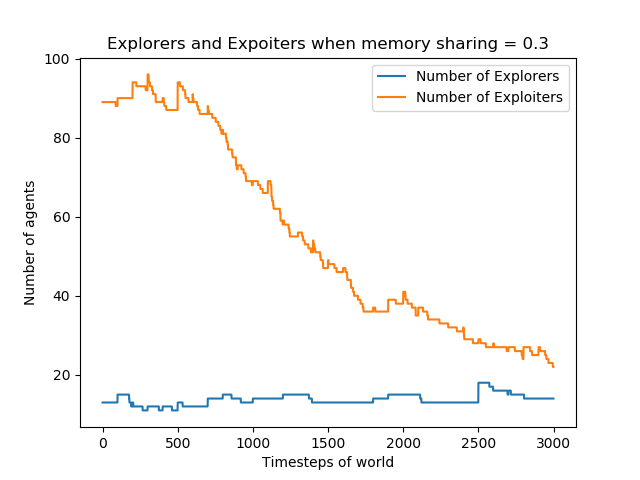 Explorers and Expoiters when memory sharing = 0.3
Number of Explorers
Number of Exploiters
Number of agents
100
80
60
40
20
0 500 1000 1500 2000 2500 3000
Timesteps of world